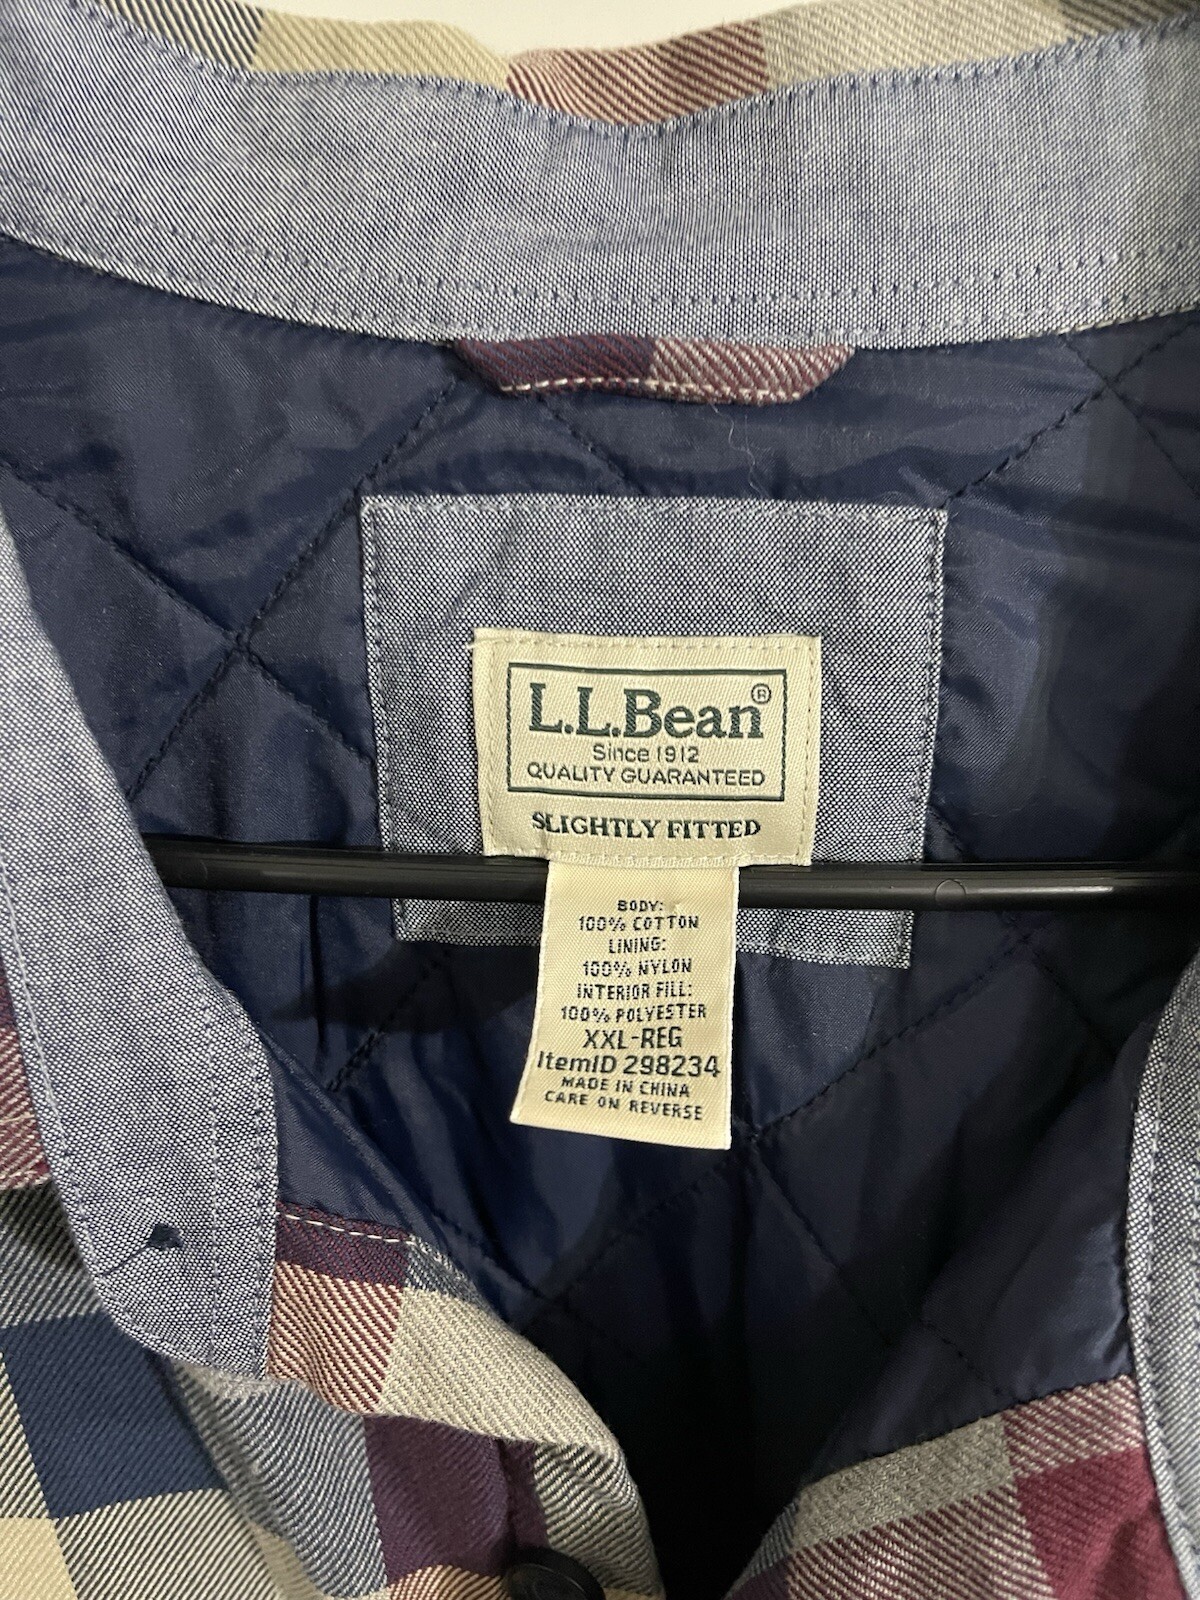 L.L.Bean®
Since 1912
QUALITY GUARANTEED
SLIGHTLY FITTED
BODY:
100% COTTON
LINING:
100% NYLON
INTERIOR FILL:
100% POLYESTER
XXL-REG
ItemID 298234
MADE IN CHINA
CARE ON REVERSE